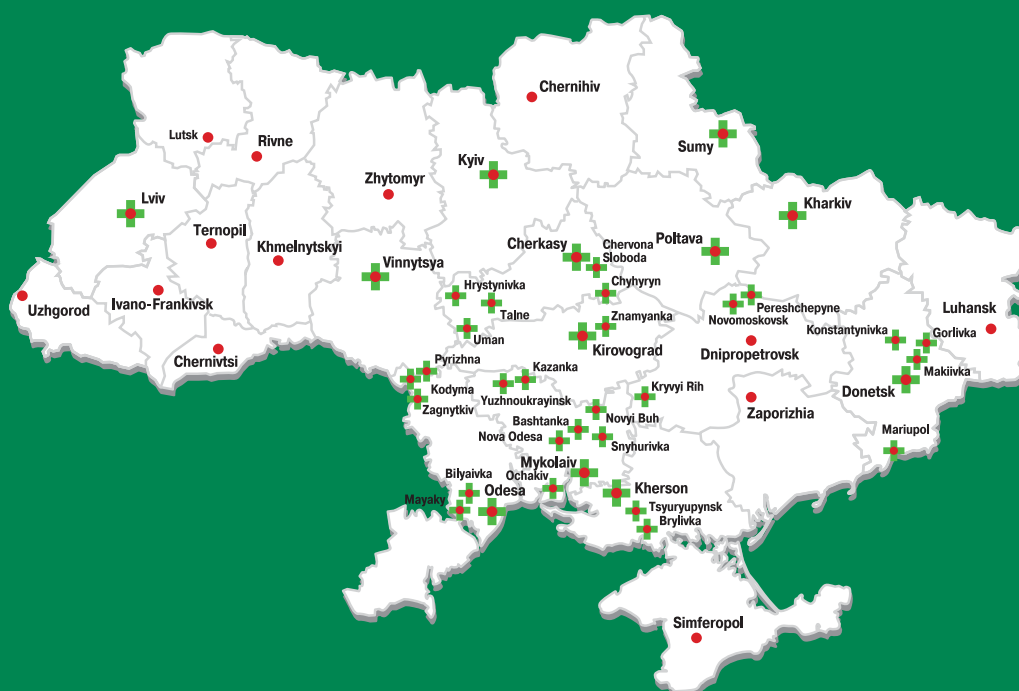 Chernihiv
Lutsk
Rivne
Sumy
Kyiv
Zhytomyr
Lviv
Kharkiv
Ternopil
Khmelnytskyi
Cherkasy
Chervona
Sloboda
Poltava
Vinnytsya
Chyhyryn
Hrystynivka
Talne
Uzhgorod
Ivano-Frankivsk
Pereshchepyne
Novomoskovsk
Luhansk
Znamyanka
Konstantynivka
Gorlivka
Uman
Kirovograd
Dnipropetrovsk
Makiivka
Chernivtsi
Pyrizhna
Kazanka
Kodyma
Yuzhnoukrayinsk
Kryvyi Rih
Donetsk
Zagnytkiv
Novyi Buh
Zaporizhia
Bashtanka
Nova Odesa
Snyhurivka
Mariupol
Mykolaiv
Bilyaivka
Ochakiv
Odesa
Kherson
Mayaky
Tsyuryupynsk
Brylivka
Simferopol